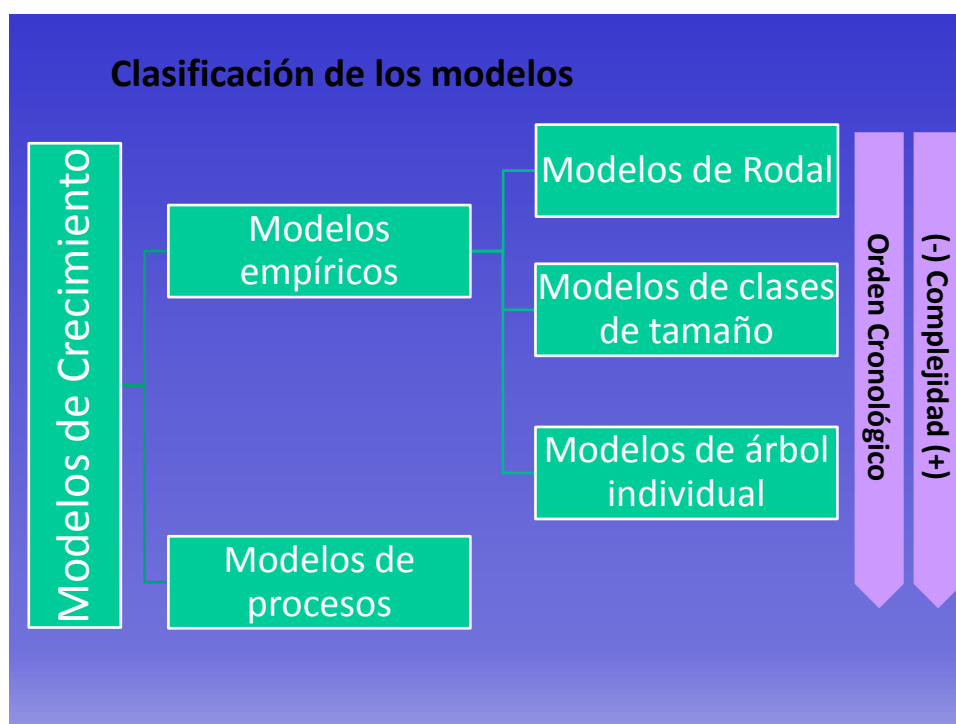 Clasificación de los modelos
Modelos de Crecimiento
Modelos
empíricos
Modelos de
procesos
Modelos de Rodal
Modelos de clases
de tamaño
Modelos de árbol
individual
Orden Cronológico
(-) Complejidad (+)